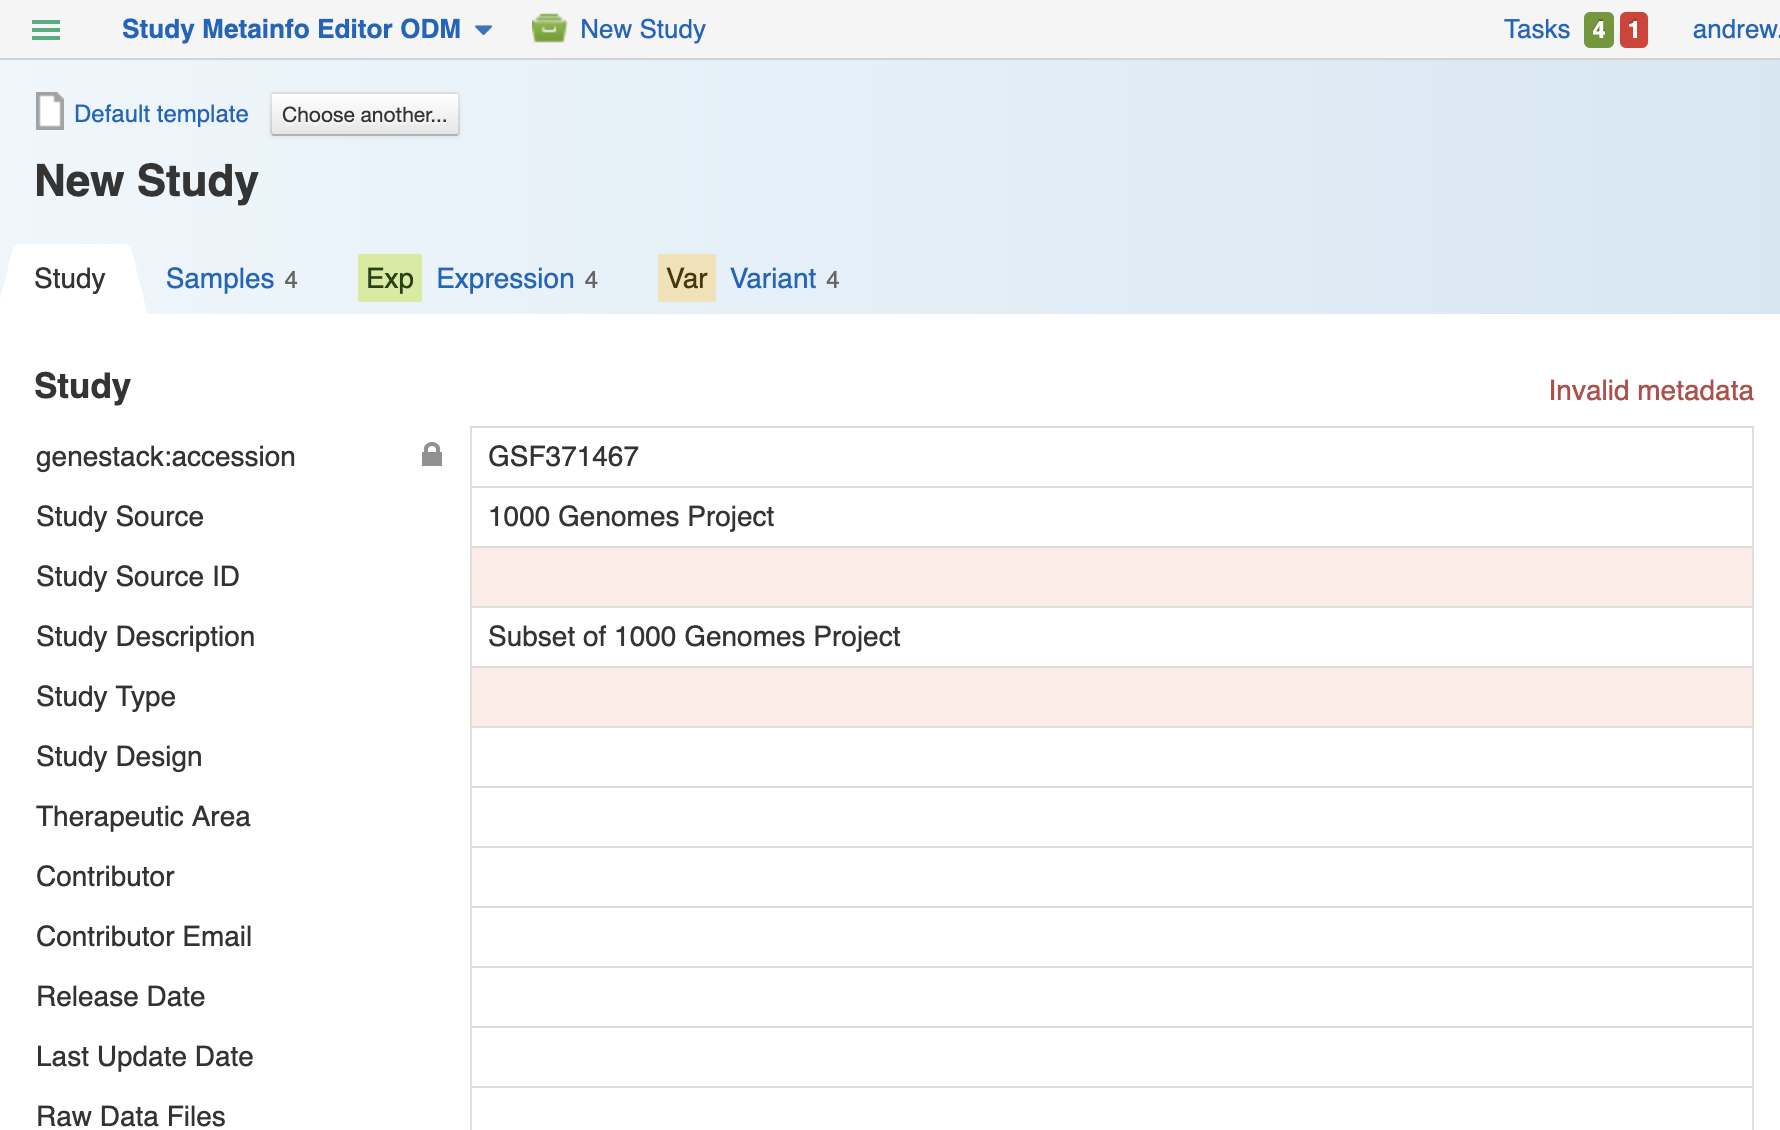 Study Metainfo Editor ODM New Study Tasks 4 1 andrew.
Default template Choose another...
New Study
Study Samples 4 Exp Expression 4 Var Variant 4
Study Invalid metadata
genestack:accession GSF371467
Study Source 1000 Genomes Project
Study Source ID
Study Description Subset of 1000 Genomes Project
Study Type
Study Design
Therapeutic Area
Contributor
Contributor Email
Release Date
Last Update Date
Raw Data Files